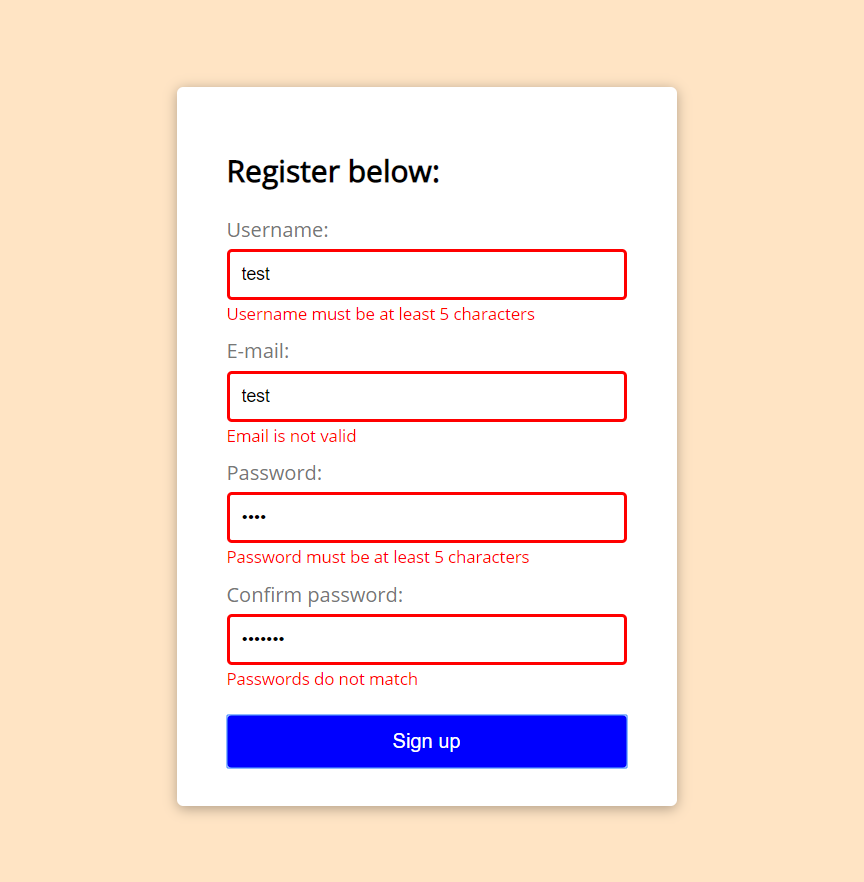 Register below:
Username:
test
Username must be at least 5 characters
E-mail:
test
Email is not valid
Password:
••••
Password must be at least 5 characters
Confirm password:
•••••••
Passwords do not match
Sign up